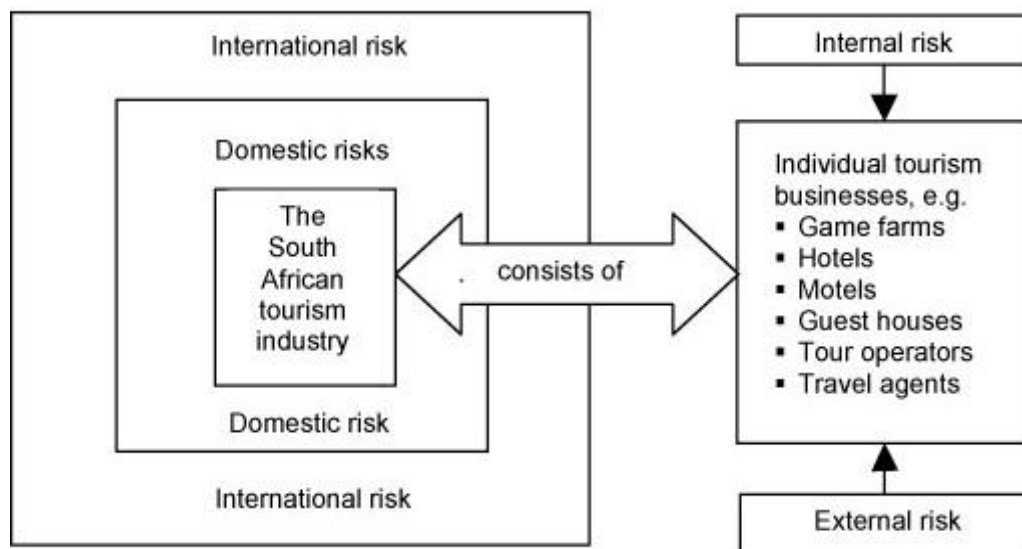 International risk
Domestic risks
The
South
African
tourism
industry
Domestic risk
International risk
consists of
Internal risk
Individual tourism
businesses, e.g.
▪ Game farms
▪ Hotels
▪ Motels
▪ Guest houses
▪ Tour operators
▪ Travel agents
External risk